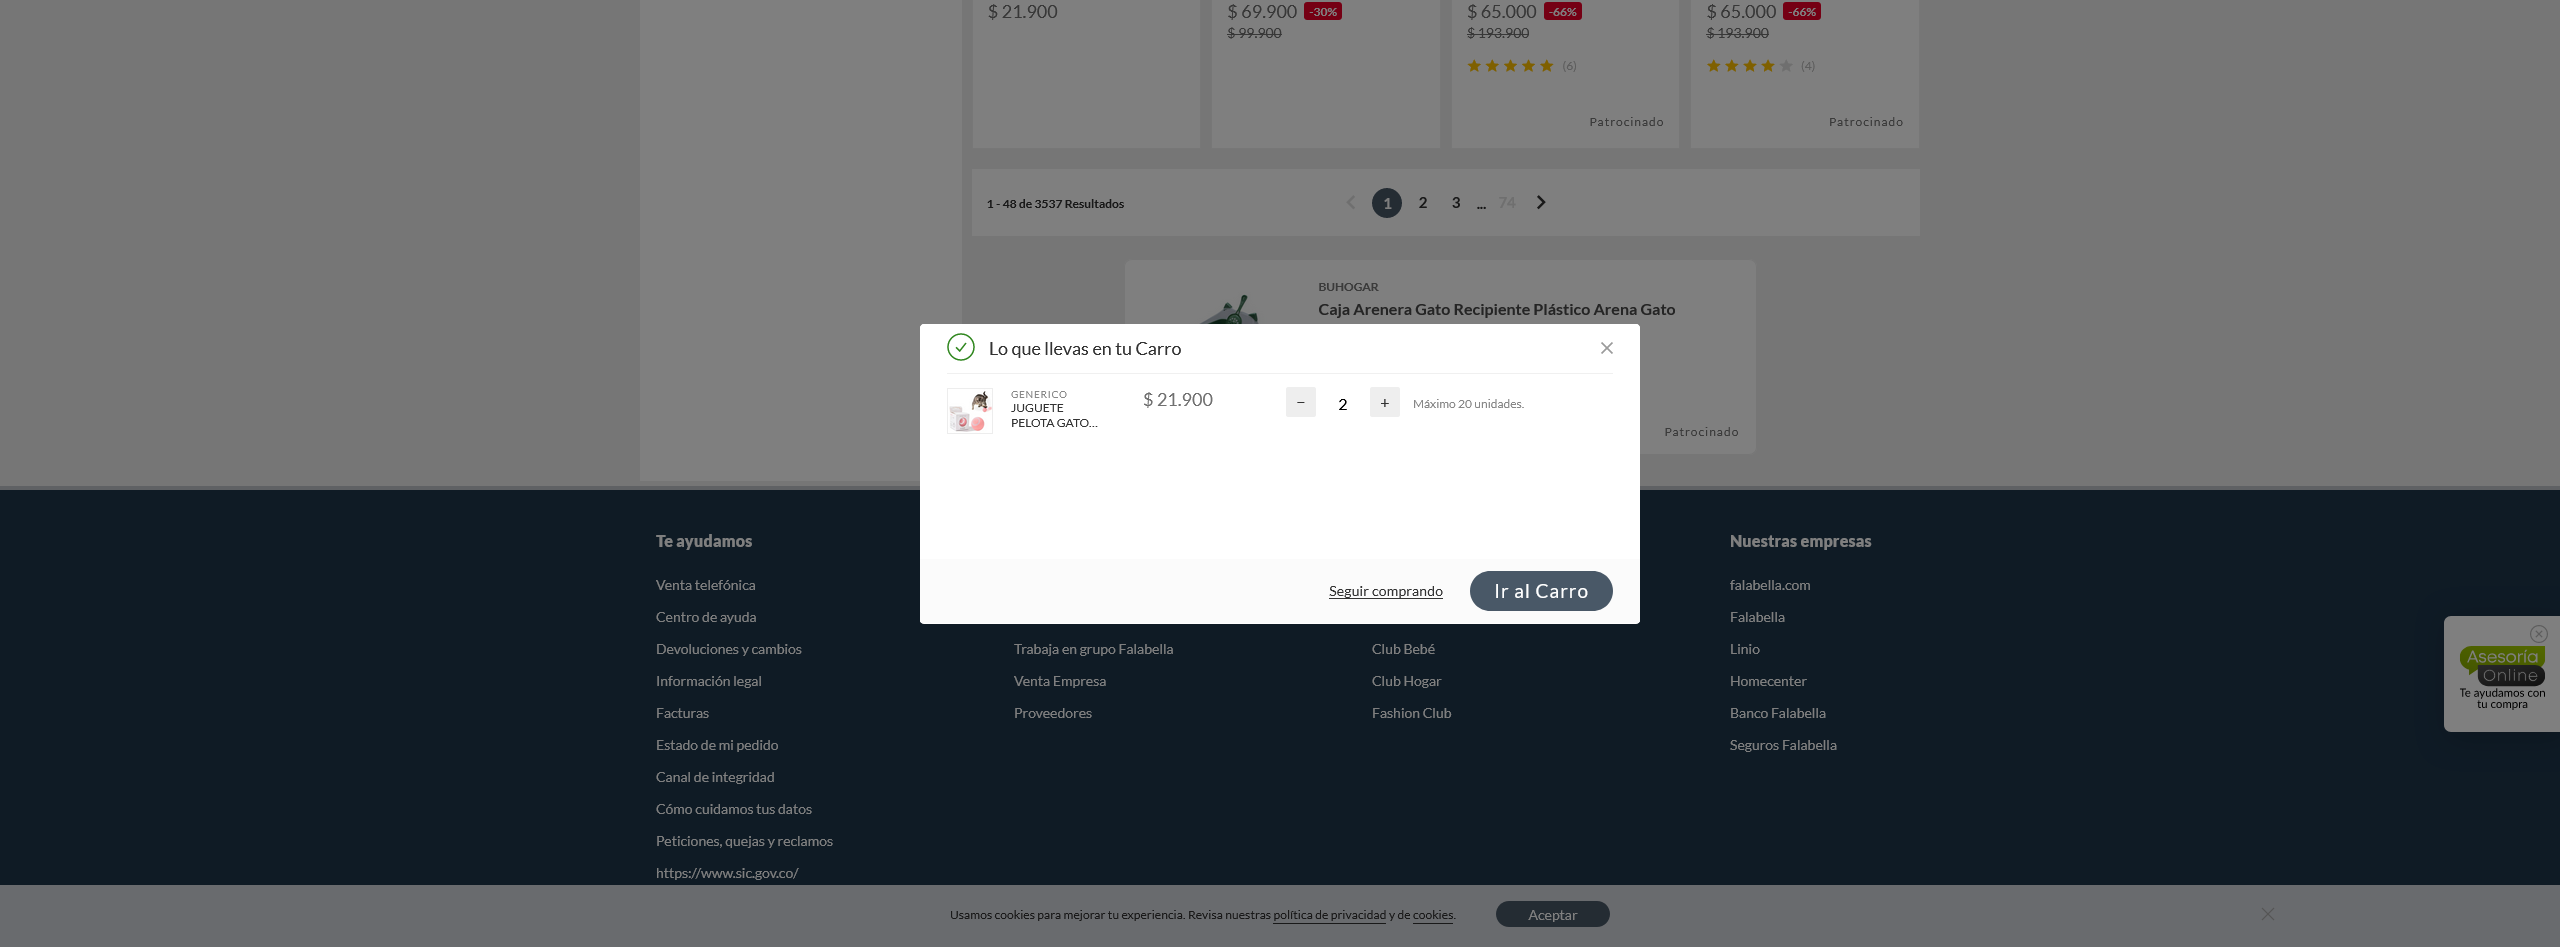 $ 21.900
$ 69.900 -30%
$ 99.900
$ 65.000 -66%
$ 193.900
(6)
Patrocinado
$ 65.000 -66%
$ 193.900
(4)
Patrocinado
1 - 48 de 3537 Resultados
1 2 3 ... 74
BUHOGAR
Caja Arenera Gato Recipiente Plástico Arena Gato
Patrocinado
Lo que llevas en tu Carro
GENERICO
JUGUETE
PELOTA GATO...
$ 21.900
2
Máximo 20 unidades.
Seguir comprando
Ir al Carro
Te ayudamos
Venta telefónica
Centro de ayuda
Devoluciones y cambios
Información legal
Facturas
Estado de mi pedido
Canal de integridad
Cómo cuidamos tus datos
Peticiones, quejas y reclamos
https://www.sic.gov.co/
Trabaja en grupo Falabella
Venta Empresa
Proveedores
Club Bebé
Club Hogar
Fashion Club
Nuestras empresas
falabella.com
Falabella
Linio
Homecenter
Banco Falabella
Seguros Falabella
Asesoría
Online
Te ayudamos con
tu compra
Usamos cookies para mejorar tu experiencia. Revisa nuestras política de privacidad y de cookies.
Aceptar